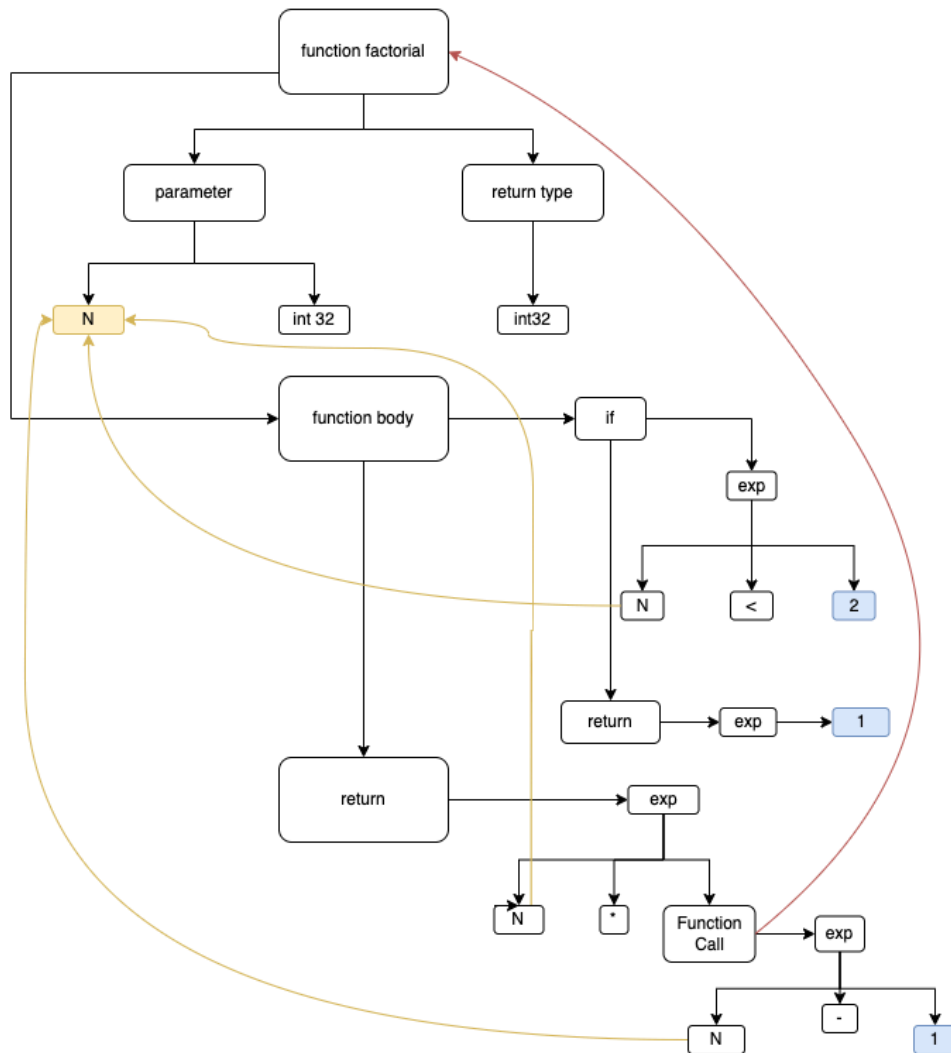 function factorial
parameter
return type
N
int 32
int32
function body
if
exp
N
<
2
return
exp
1
return
exp
N
*
Function
Call
exp
N
-
1